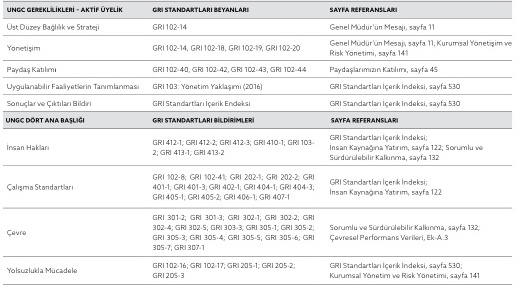 UNGC GEREKLİLİKLERİ – AKTİF ÜYELİK GRI STANDARTLARI BEYANLARI SAYFA REFERANSLARI
Üst Düzey Bağlılık ve Strateji GRI 102-14 Genel Müdür'ün Mesajı, sayfa 11
Yönetişim GRI 102-14, GRI 102-18, GRI 102-19, GRI 102-20 Genel Müdür'ün Mesajı, sayfa 11, Kurumsal Yönetişim ve
Risk Yönetimi, sayfa 141
Paydaş Katılımı GRI 102-40, GRI 102-42, GRI 102-43, GRI 102-44 Paydaşlarımızın Katılımı, sayfa 45
Uygulanabilir Faaliyetlerin Tanımlanması GRI 103: Yönetim Yaklaşımı (2016) GRI Standartları İçerik İndeksi, sayfa 530
Sonuçlar ve Çıktıları Bildiri GRI Standartları İçerik Endeksi GRI Standartları İçerik İndeksi, sayfa 530
UNGC DÖRT ANA BAŞLIĞI GRI STANDARTLARI BİLDİRİMLERİ SAYFA REFERANSLARI
İnsan Hakları GRI 412-1; GRI 412-2; GRI 412-3; GRI 410-1; GRI 103-
2; GRI 413-1; GRI 413-2
GRI Standartları İçerik İndeksi;
İnsan Kaynağına Yatırım, sayfa 122; Sorumlu ve
Sürdürülebilir Kalkınma, sayfa 132
Çalışma Standartları
GRI 102-8; GRI 102-41; GRI 202-1; GRI 202-2; GRI
401-1; GRI 401-3; GRI 402-1; GRI 404-1; GRI 404-3;
GRI 405-1; GRI 405-2; GRI 406-1; GRI 407-1
GRI Standartları İçerik İndeksi;
İnsan Kaynağına Yatırım, sayfa 122
Çevre
GRI 301-2; GRI 301-3; GRI 302-1; GRI 302-2; GRI
302-4; GRI 302-5; GRI 303-3; GRI 305-1; GRI 305-2;
GRI 305-3; GRI 305-4; GRI 305-5; GRI 305-6; GRI
305-7; GRI 307-1
Sorumlu ve Sürdürülebilir Kalkınma, sayfa 132;
Çevresel Performans Verileri, Ek-A.3
Yolsuzlukla Mücadele
GRI 102-16; GRI 102-17; GRI 205-1; GRI 205-2;
GRI 205-3
GRI Standartları İçerik İndeksi, sayfa 530;
Kurumsal Yönetim ve Risk Yönetimi, sayfa 141